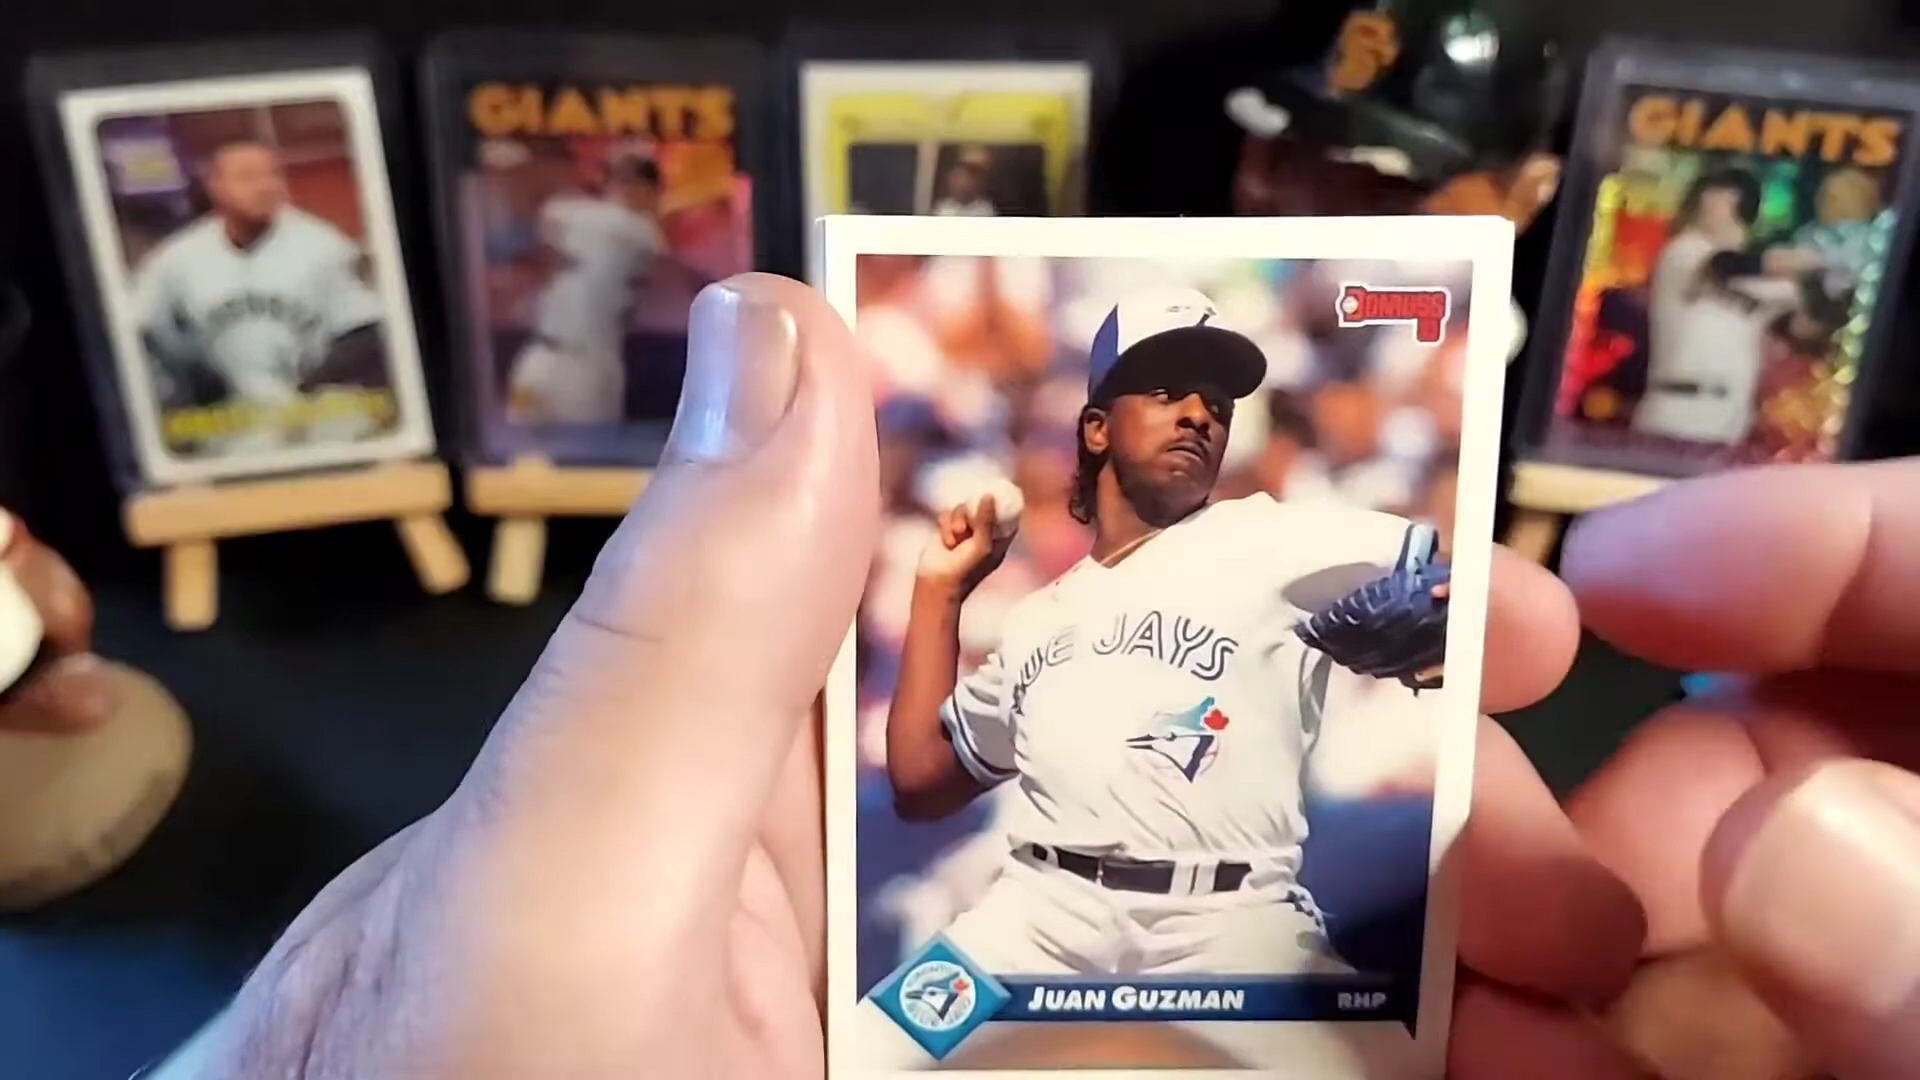 GIANTS
GIANTS
DONRUSS
UE JAYS
JUAN GUZMAN
RHP